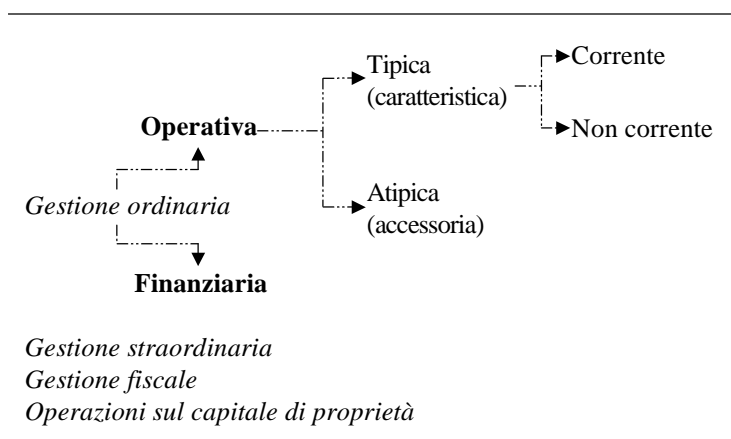 Tipica
(caratteristica)
Corrente
Non corrente
Operativa
Gestione ordinaria
Atipica
(accessoria)
Finanziaria
Gestione straordinaria
Gestione fiscale
Operazioni sul capitale di proprietà